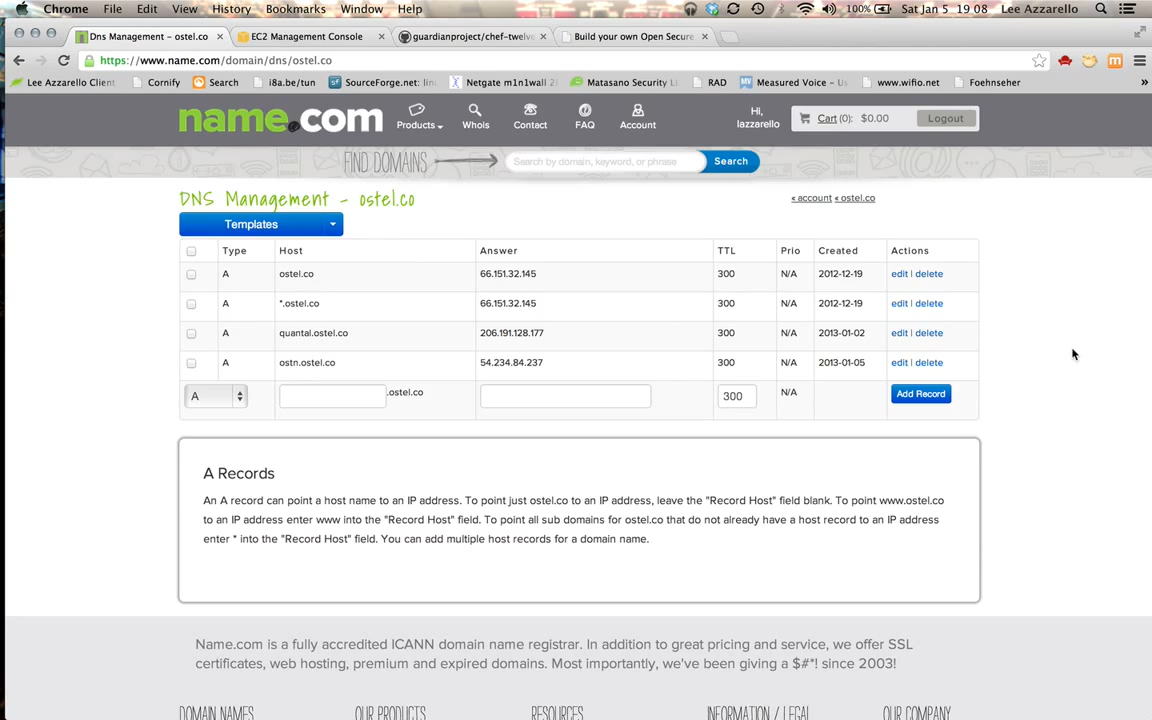 Chrome File Edit View History Bookmarks Window Help 100% Sat Jan 5 19:08 Lee Azzarello
Dns Management - ostel.co EC2 Management Console guardianproject/chef-twelve Build your own Open Secure
https://www.name.com/domain/dns/ostel.co
Lee Azzarello Client Cornify Search i8a.be/tun SourceForge.net: Netgate m1n1wall Matasano Security RAD Measured Voice - www.wifio.net Foehnseher »
name.com Products Whois Contact FAQ Account Hi, lazzarello Cart (0): $0.00 Logout
FIND DOMAINS Search by domain, keyword, or phrase Search
DNS Management - ostel.co « account « ostel.co
Templates
Type Host Answer TTL Prio Created Actions
A ostel.co 66.151.32.145 300 N/A 2012-12-19 edit | delete
A *.ostel.co 66.151.32.145 300 N/A 2012-12-19 edit | delete
A quantal.ostel.co 206.191.128.177 300 N/A 2013-01-02 edit | delete
A ostn.ostel.co 54.234.84.237 300 N/A 2013-01-05 edit | delete
A .ostel.co 300 N/A Add Record
A Records
An A record can point a host name to an IP address. To point just ostel.co to an IP address, leave the "Record Host" field blank. To point www.ostel.co
to an IP address enter www into the "Record Host" field. To point all sub domains for ostel.co that do not already have a host record to an IP address
enter * into the "Record Host" field. You can add multiple host records for a domain name.
Name.com is a fully accredited ICANN domain name registrar. In addition to great pricing and service, we offer SSL
certificates, web hosting, premium and expired domains. Most importantly, we've been giving a $#*! since 2003!
DOMAIN NAMES OUR PRODUCTS RESOURCES INFORMATION / LEGAL OUR COMPANY